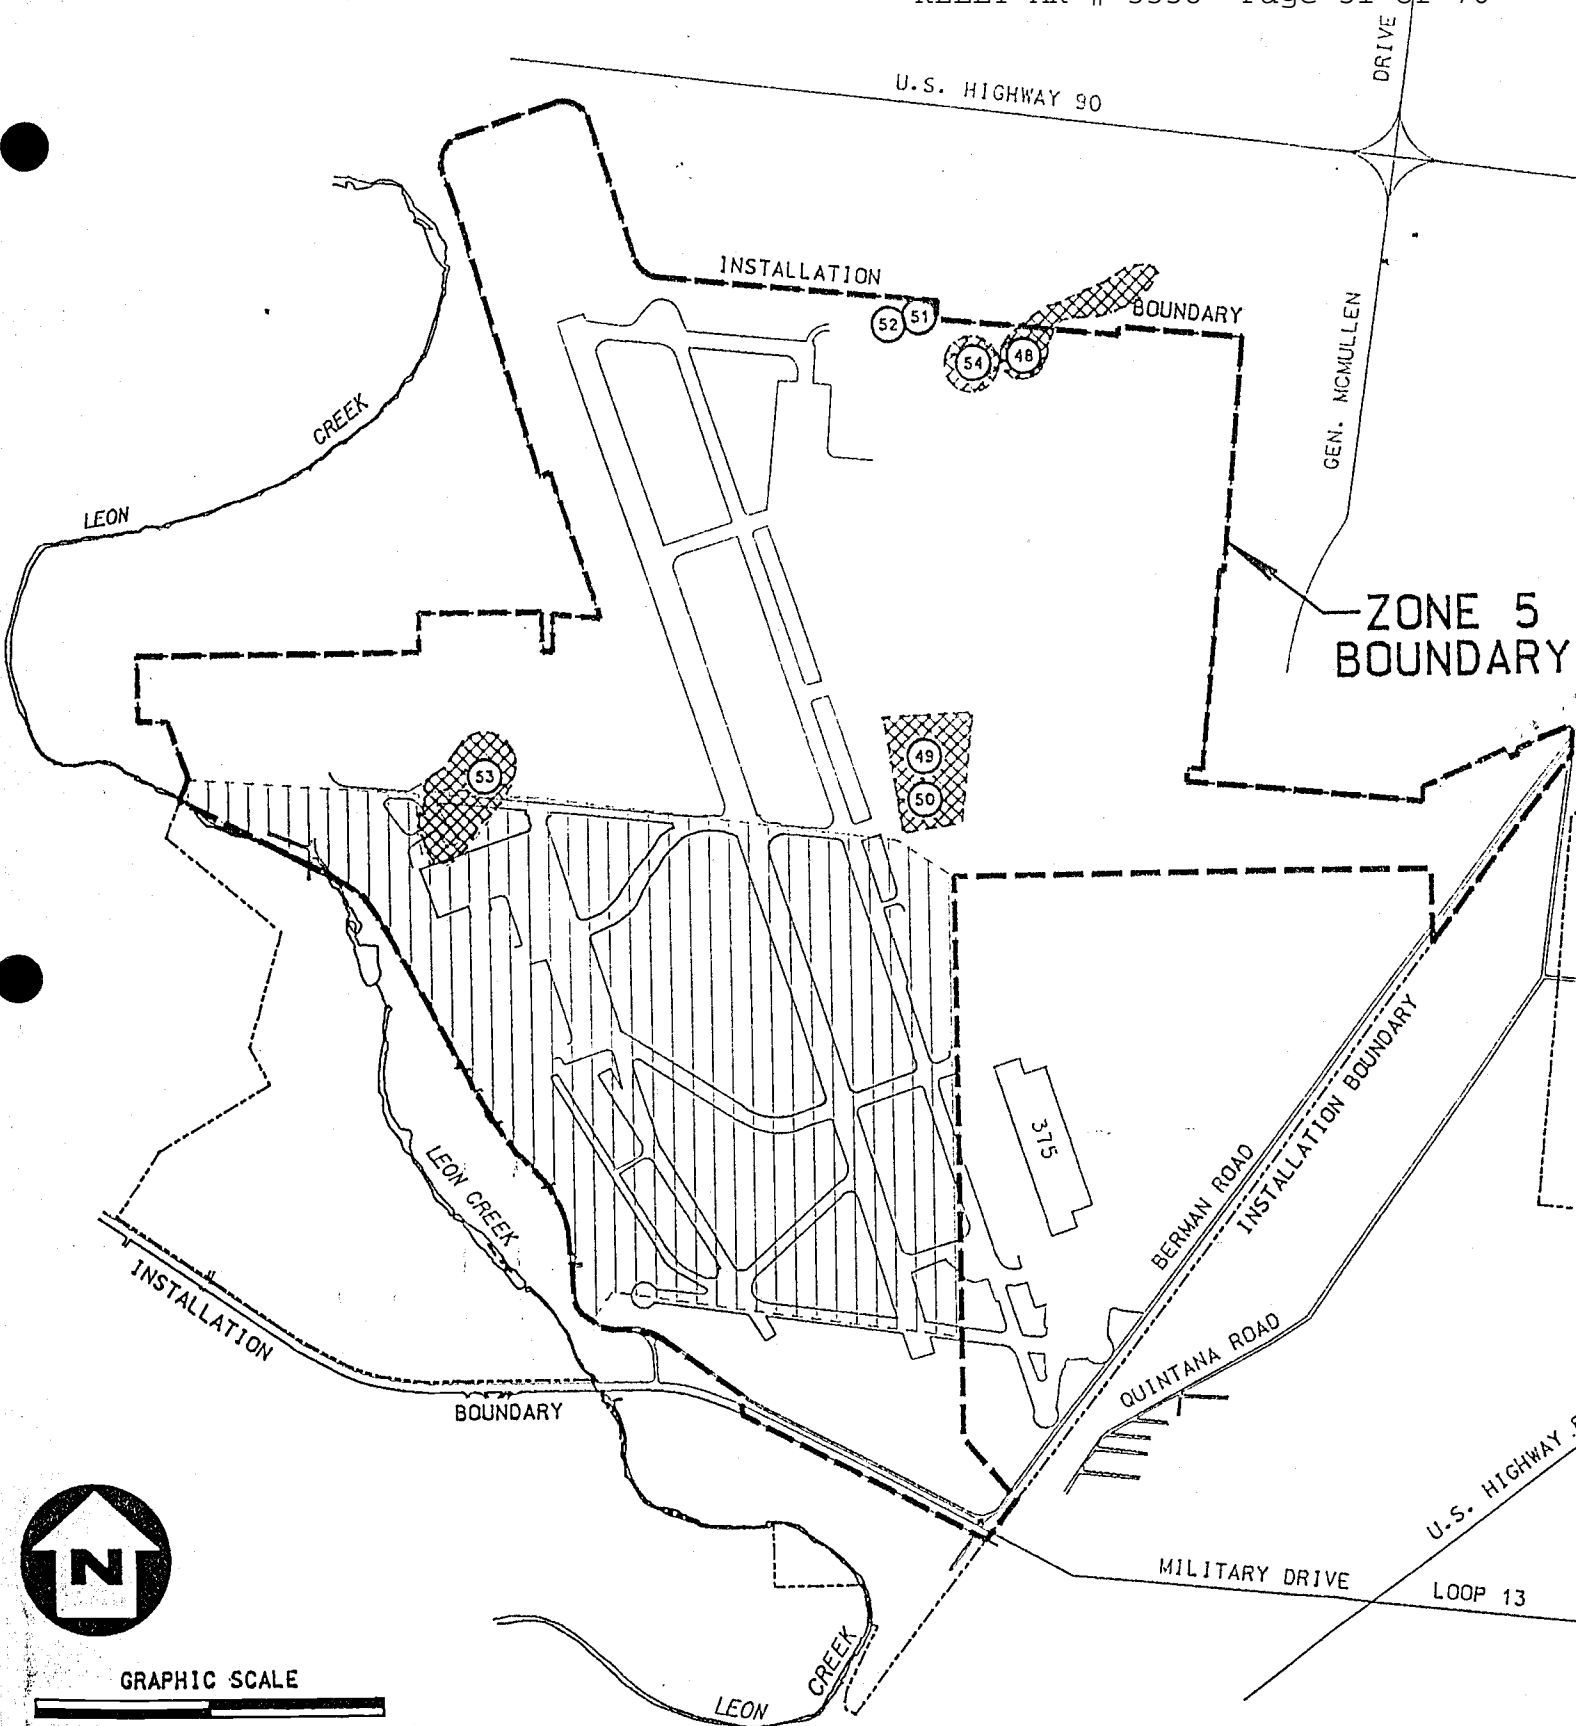 DRIVE
U.S. HIGHWAY 90
INSTALLATION
BOUNDARY
52
51
54
48
GEN. MCMULLEN
CREEK
LEON
ZONE 5
BOUNDARY
53
49
50
375
LEON CREEK
BERMAN ROAD
INSTALLATION BOUNDARY
INSTALLATION
BOUNDARY
QUINTANA ROAD
U.S. HIGHWAY
MILITARY DRIVE
LOOP 13
N
GRAPHIC SCALE
CREEK
LEON